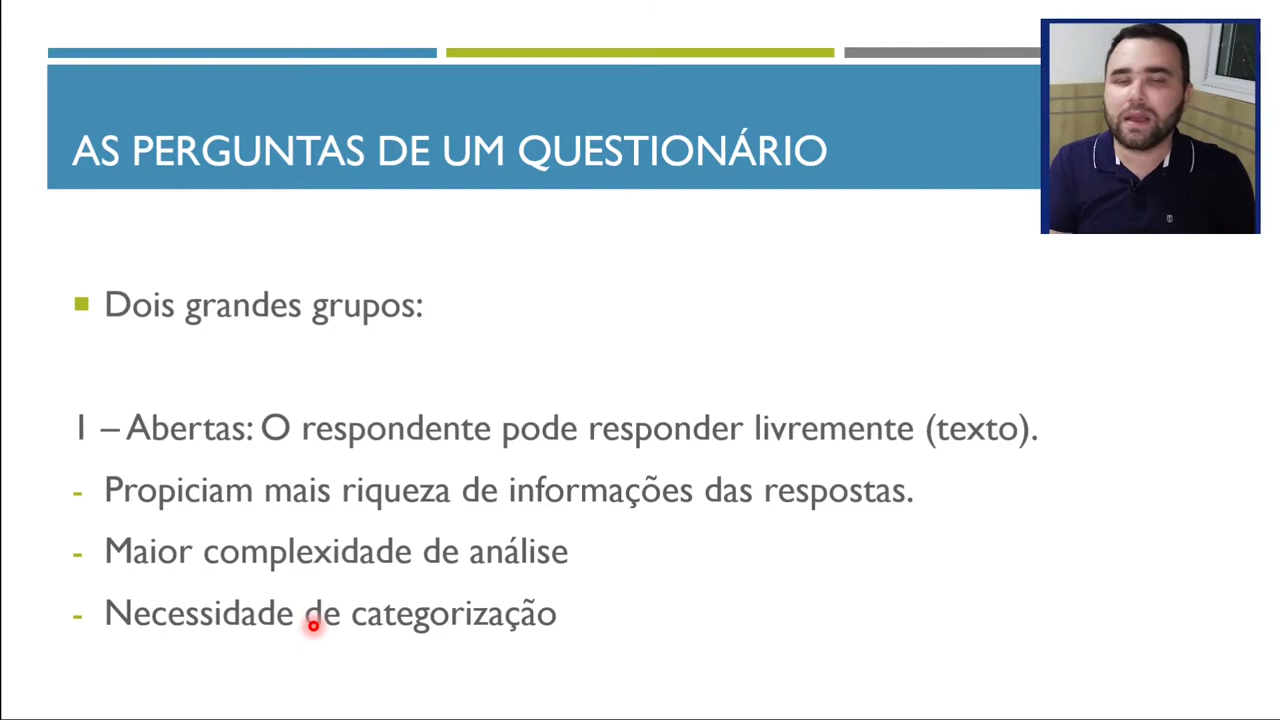 AS PERGUNTAS DE UM QUESTIONÁRIO
Dois grandes grupos:
1 – Abertas: O respondente pode responder livremente (texto).
- Propiciam mais riqueza de informações das respostas.
- Maior complexidade de análise
- Necessidade de categorização